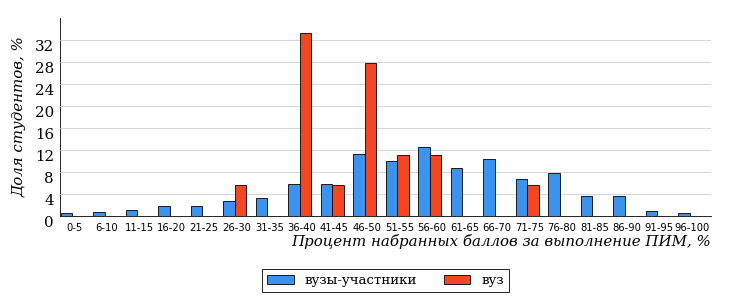 Доля студентов, %
32
28
24
20
16
12
8
4
0
0-5 6-10 11-15 16-20 21-25 26-30 31-35 36-40 41-45 46-50 51-55 56-60 61-65 66-70 71-75 76-80 81-85 86-90 91-95 96-100
Процент набранных баллов за выполнение ПИМ, %
вузы-участники вуз